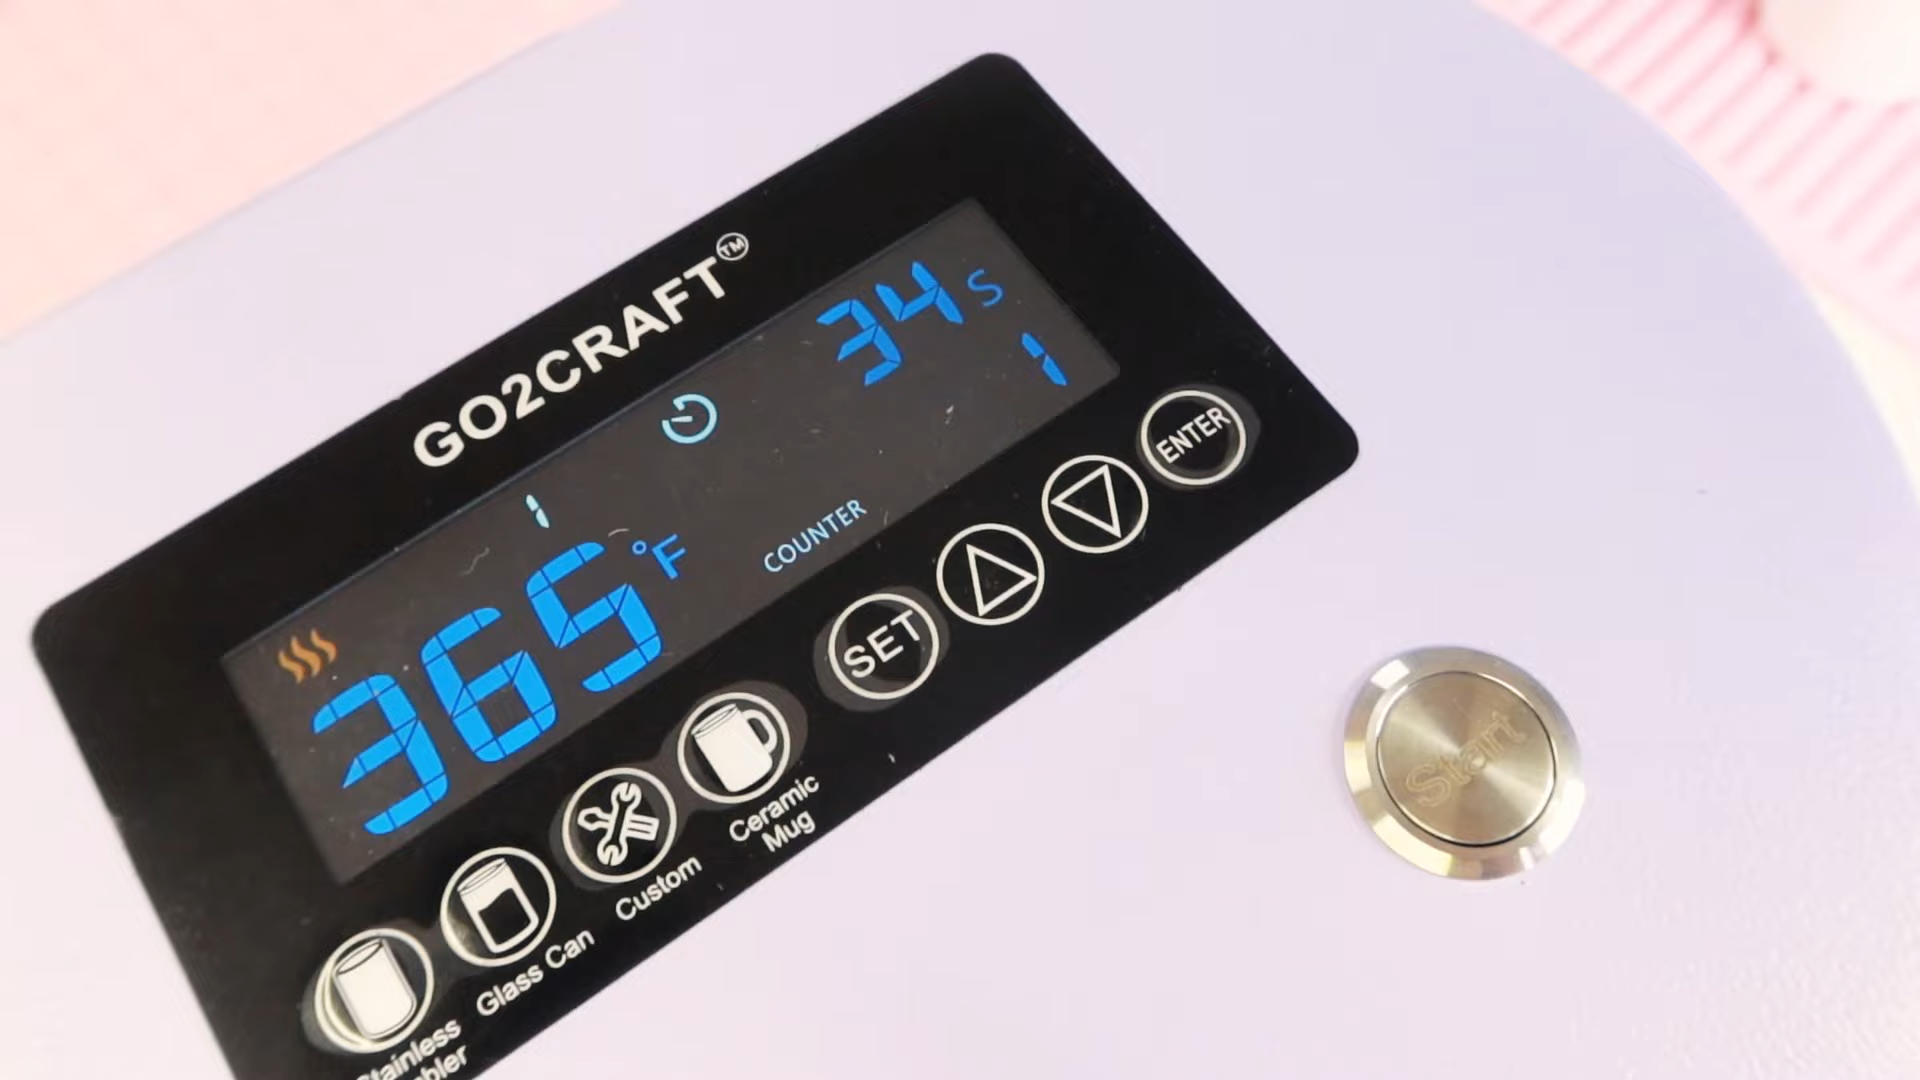 GO2CRAFT™
34 S
1
1
365 °F
COUNTER
ENTER
SET
Ceramic
Mug
Custom
Glass Can
Stainless
Start